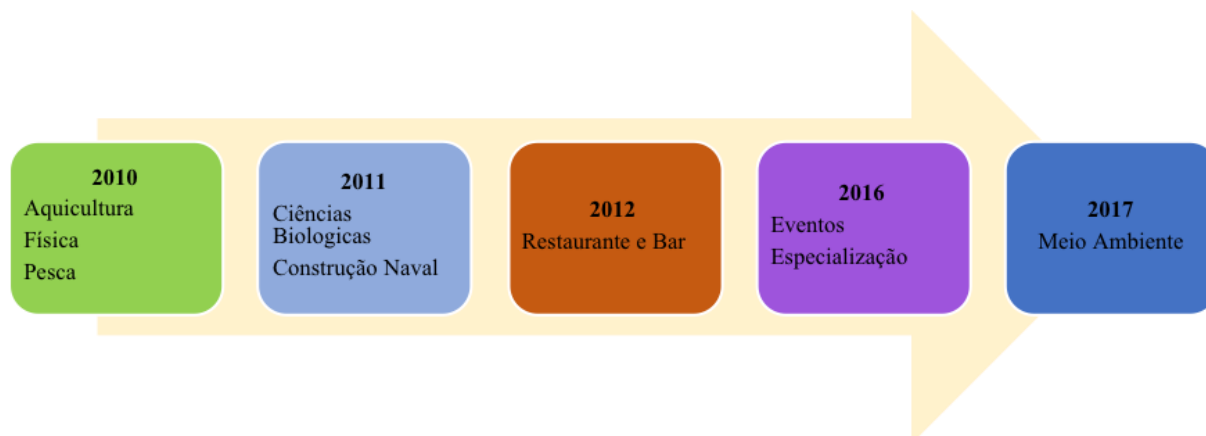 2010
Aquicultura
Física
Pesca
2011
Ciências
Biologicas
Construção Naval
2012
Restaurante e Bar
2016
Eventos
Especialização
2017
Meio Ambiente